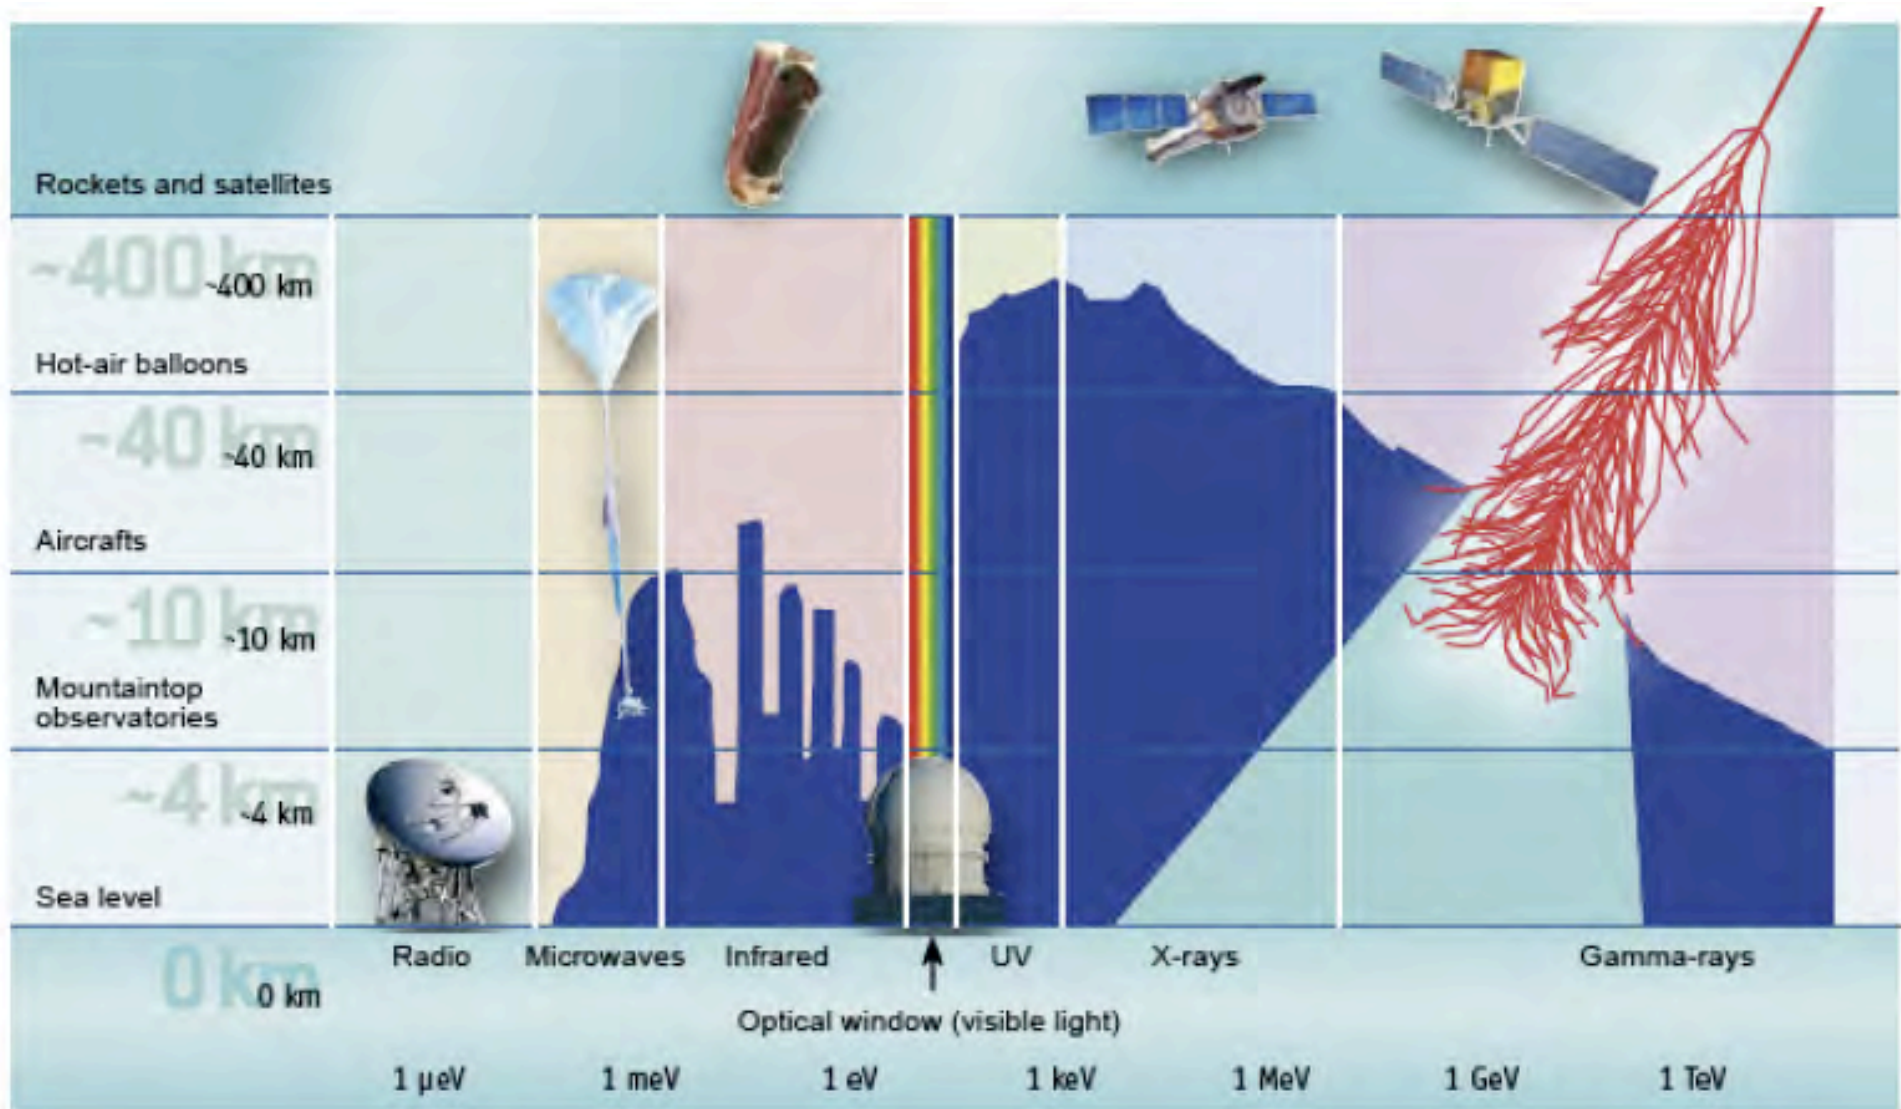 Rockets and satellites
~400 km
~400 km
Hot-air balloons
~40 km
~40 km
Aircrafts
~10 km
~10 km
Mountaintop
observatories
~4 km
~4 km
Sea level
Radio Microwaves Infrared UV X-rays Gamma-rays
0 km
0 km
Optical window (visible light)
1 µeV 1 meV 1 eV 1 keV 1 MeV 1 GeV 1 TeV